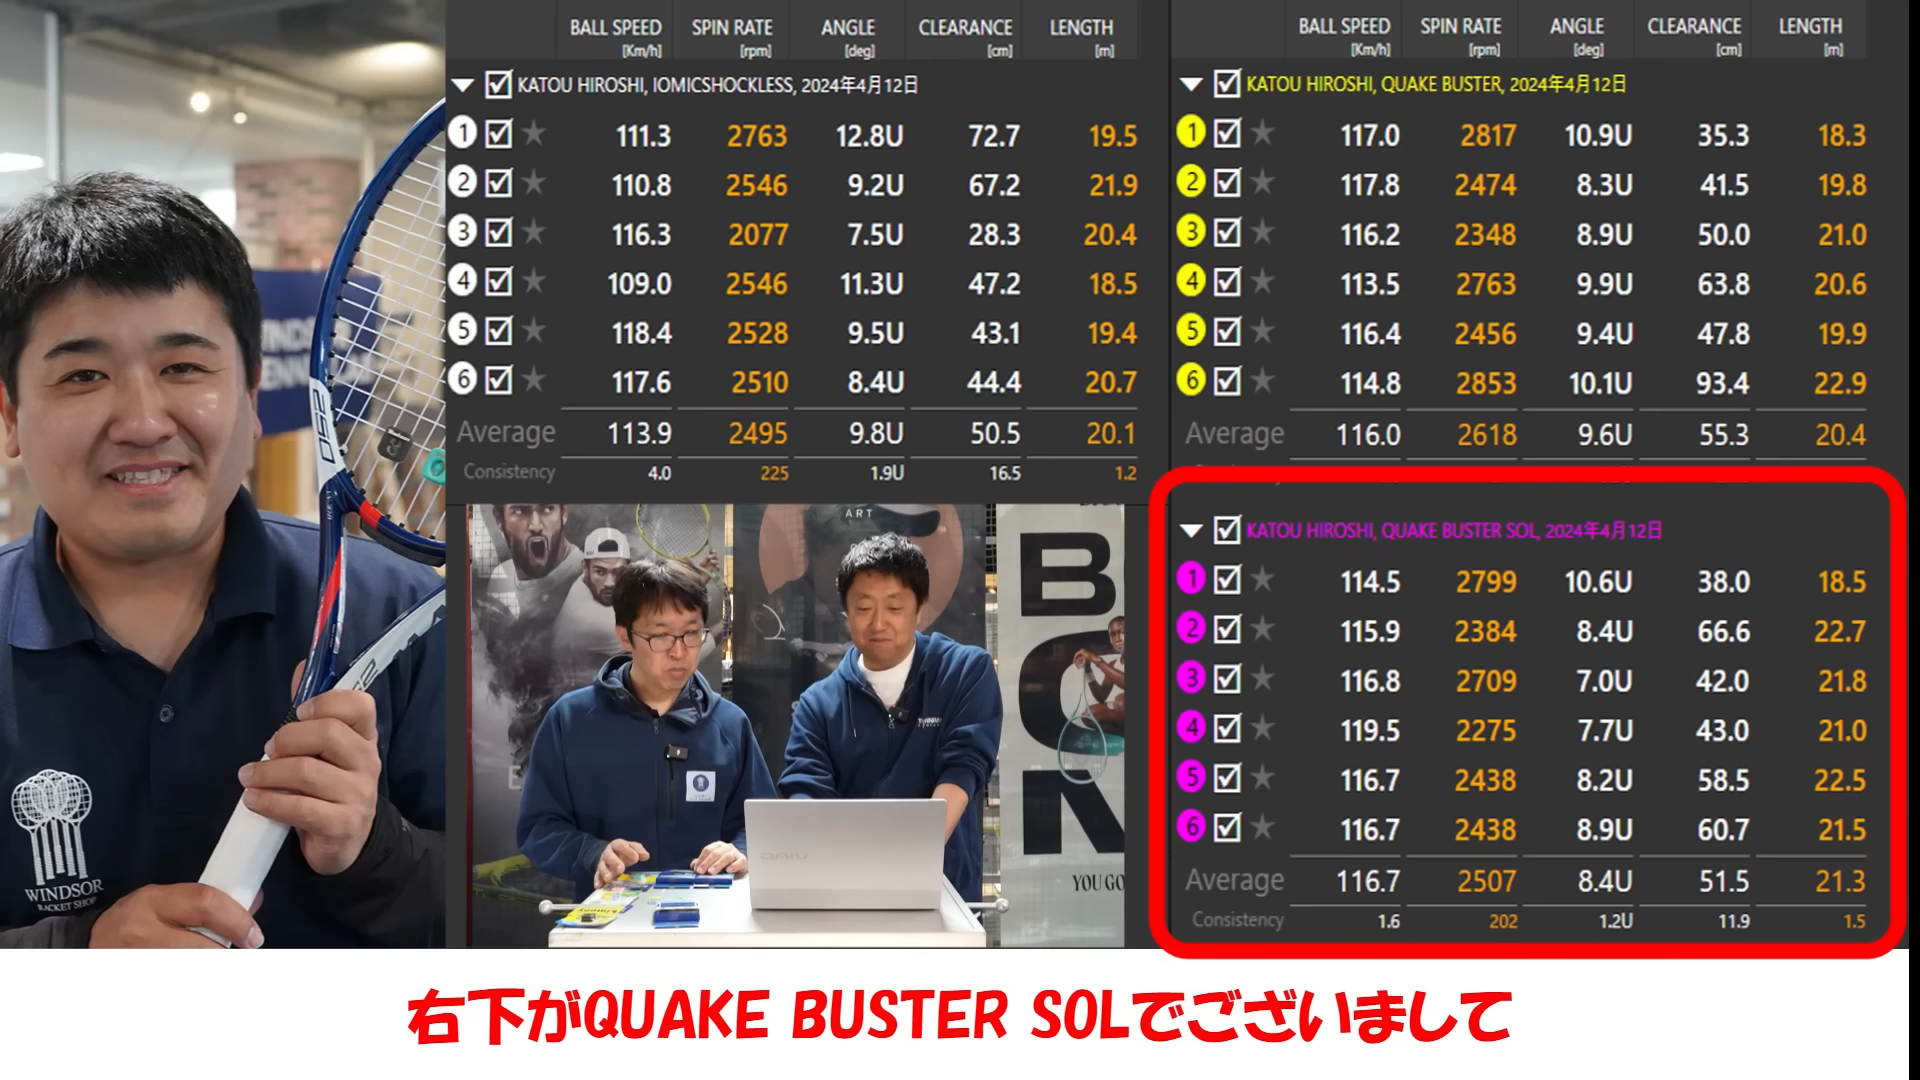 BALL SPEED SPIN RATE ANGLE CLEARANCE LENGTH
[Km/h] [rpm] [deg] [cm] [m]
KATOU HIROSHI, IOMICSHOCKLESS, 2024年4月12日
1 111.3 2763 12.8U 72.7 19.5
2 110.8 2546 9.2U 67.2 21.9
3 116.3 2077 7.5U 28.3 20.4
4 109.0 2546 11.3U 47.2 18.5
5 118.4 2528 9.5U 43.1 19.4
6 117.6 2510 8.4U 44.4 20.7
Average 113.9 2495 9.8U 50.5 20.1
Consistency 4.0 225 1.9U 16.5 1.2
BALL SPEED SPIN RATE ANGLE CLEARANCE LENGTH
[Km/h] [rpm] [deg] [cm] [m]
KATOU HIROSHI, QUAKE BUSTER, 2024年4月12日
1 117.0 2817 10.9U 35.3 18.3
2 117.8 2474 8.3U 41.5 19.8
3 116.2 2348 8.9U 50.0 21.0
4 113.5 2763 9.9U 63.8 20.6
5 116.4 2456 9.4U 47.8 19.9
6 114.8 2853 10.1U 93.4 22.9
Average 116.0 2618 9.6U 55.3 20.4
KATOU HIROSHI, QUAKE BUSTER SOL, 2024年4月12日
1 114.5 2799 10.6U 38.0 18.5
2 115.9 2384 8.4U 66.6 22.7
3 116.8 2709 7.0U 42.0 21.8
4 119.5 2275 7.7U 43.0 21.0
5 116.7 2438 8.2U 58.5 22.5
6 116.7 2438 8.9U 60.7 21.5
Average 116.7 2507 8.4U 51.5 21.3
Consistency 1.6 202 1.2U 11.9 1.5
250
WINDSOR
RACKET SHOP
ART
YOU GO
右下がQUAKE BUSTER SOLでございまして